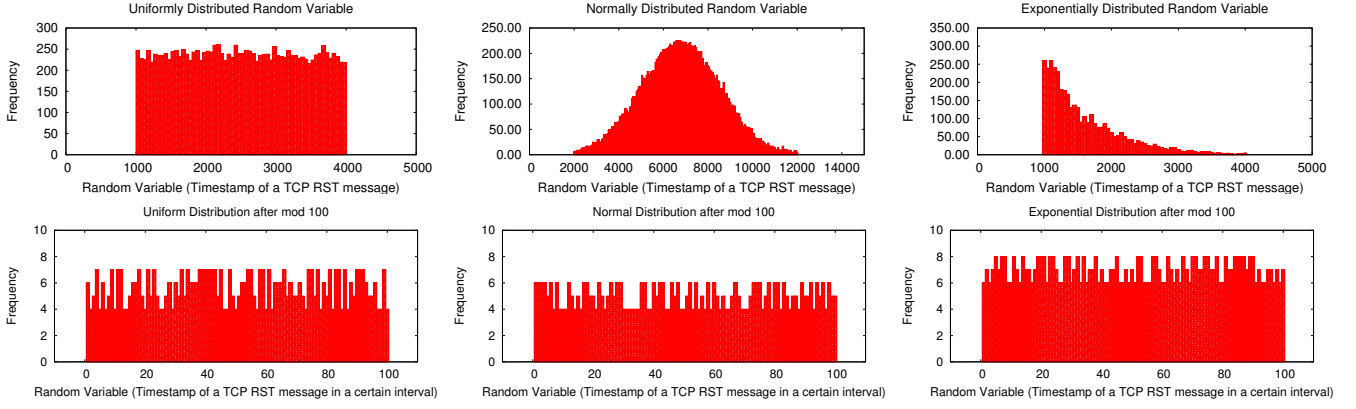 Uniformly Distributed Random Variable
300
250
200
150
100
50
0
Frequency
0 1000 2000 3000 4000 5000
Random Variable (Timestamp of a TCP RST message)
Normally Distributed Random Variable
250.00
200.00
150.00
100.00
50.00
0.00
Frequency
0 2000 4000 6000 8000 10000 12000 14000
Random Variable (Timestamp of a TCP RST message)
Exponentially Distributed Random Variable
350.00
300.00
250.00
200.00
150.00
100.00
50.00
0.00
Frequency
0 1000 2000 3000 4000 5000
Random Variable (Timestamp of a TCP RST message)
Uniform Distribution after mod 100
10
8
6
4
2
0
Frequency
0 20 40 60 80 100
Random Variable (Timestamp of a TCP RST message in a certain interval)
Normal Distribution after mod 100
10
8
6
4
2
0
Frequency
0 20 40 60 80 100
Random Variable (Timestamp of a TCP RST message in a certain interval)
Exponential Distribution after mod 100
10
8
6
4
2
0
Frequency
0 20 40 60 80 100
Random Variable (Timestamp of a TCP RST message in a certain interval)